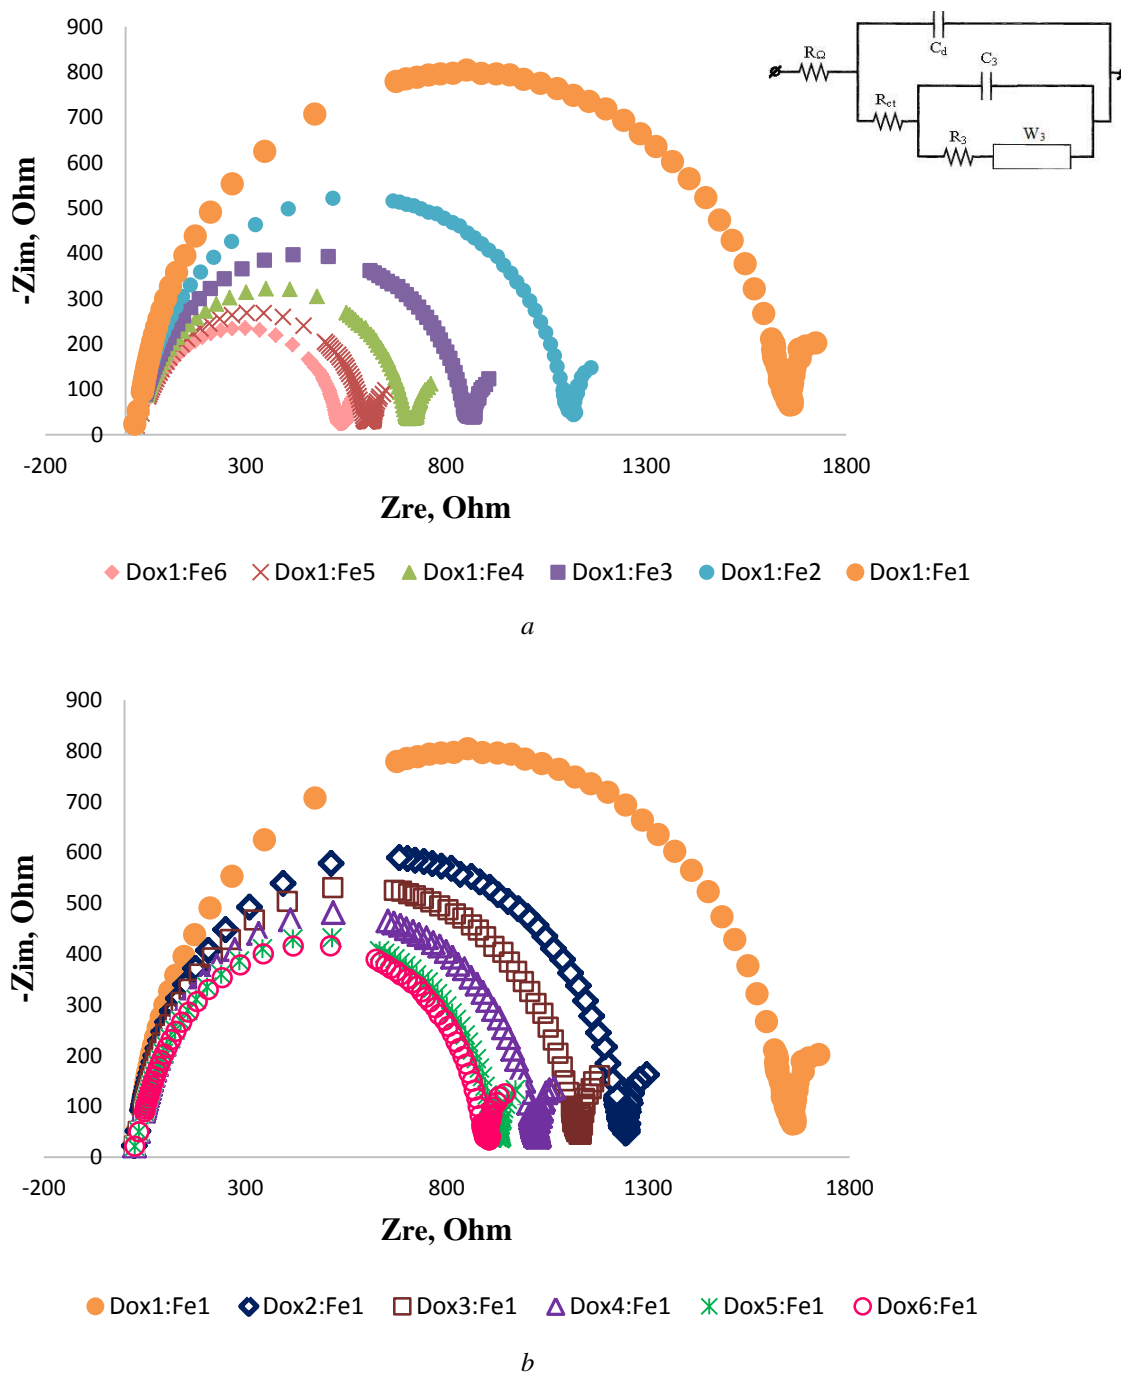 900
800
700
600
500
400
300
200
100
0
-Zim, Ohm
-200
300
800
1300
1800
Zre, Ohm
RΩ
Cd
C3
Rct
R3
W3
Dox1:Fe6 Dox1:Fe5 Dox1:Fe4 Dox1:Fe3 Dox1:Fe2 Dox1:Fe1
a
900
800
700
600
500
400
300
200
100
0
-Zim, Ohm
-200
300
800
1300
1800
Zre, Ohm
Dox1:Fe1 Dox2:Fe1 Dox3:Fe1 Dox4:Fe1 Dox5:Fe1 Dox6:Fe1
b